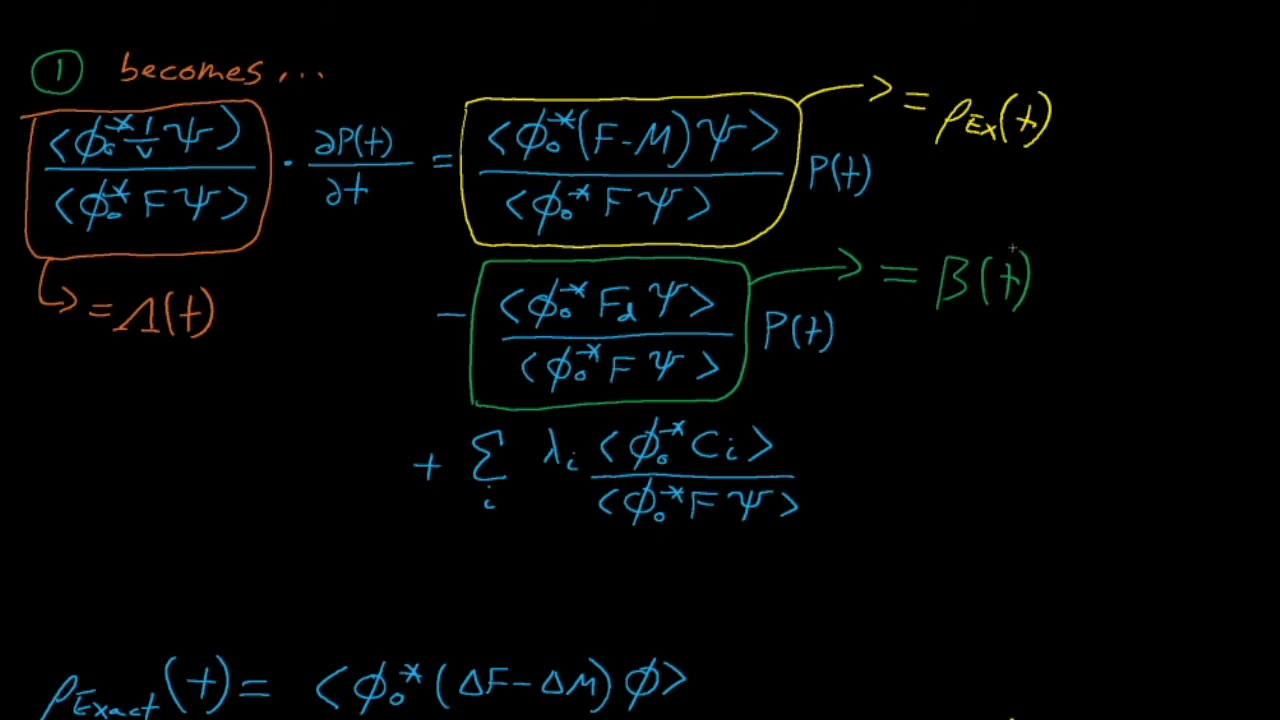 ① becomes...
<ϕ₀* 1/v Ψ> / <ϕ₀* F Ψ> · ∂P(t)/∂t = <ϕ₀*(F-M)Ψ> / <ϕ₀* F Ψ> P(t) → = ρEx(t)
→ = Λ(t)
- <ϕ₀* Fd Ψ> / <ϕ₀* F Ψ> P(t) → = β(t)
+ Σᵢ λᵢ <ϕ₀* Cᵢ> / <ϕ₀* F Ψ>
ρExact(t) = <ϕ₀*(ΔF-ΔM)ϕ>